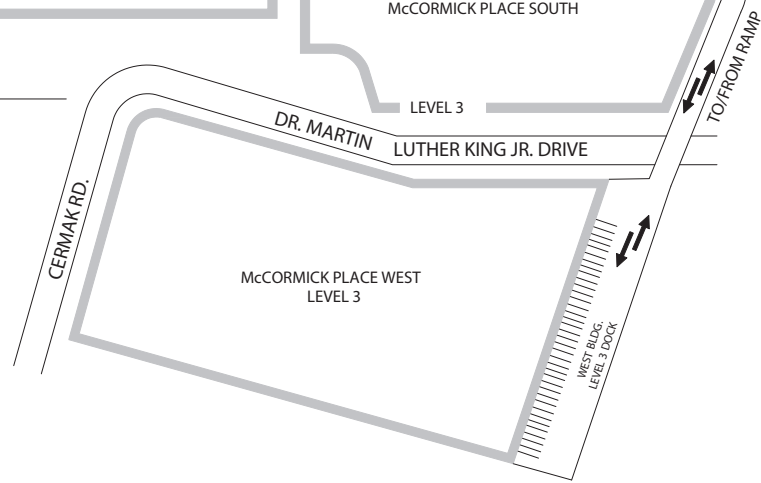 McCORMICK PLACE SOUTH
TO/FROM RAMP
LEVEL 3
DR. MARTIN LUTHER KING JR. DRIVE
CERMAK RD.
McCORMICK PLACE WEST
LEVEL 3
WEST BLDG.
LEVEL 3 DOCK